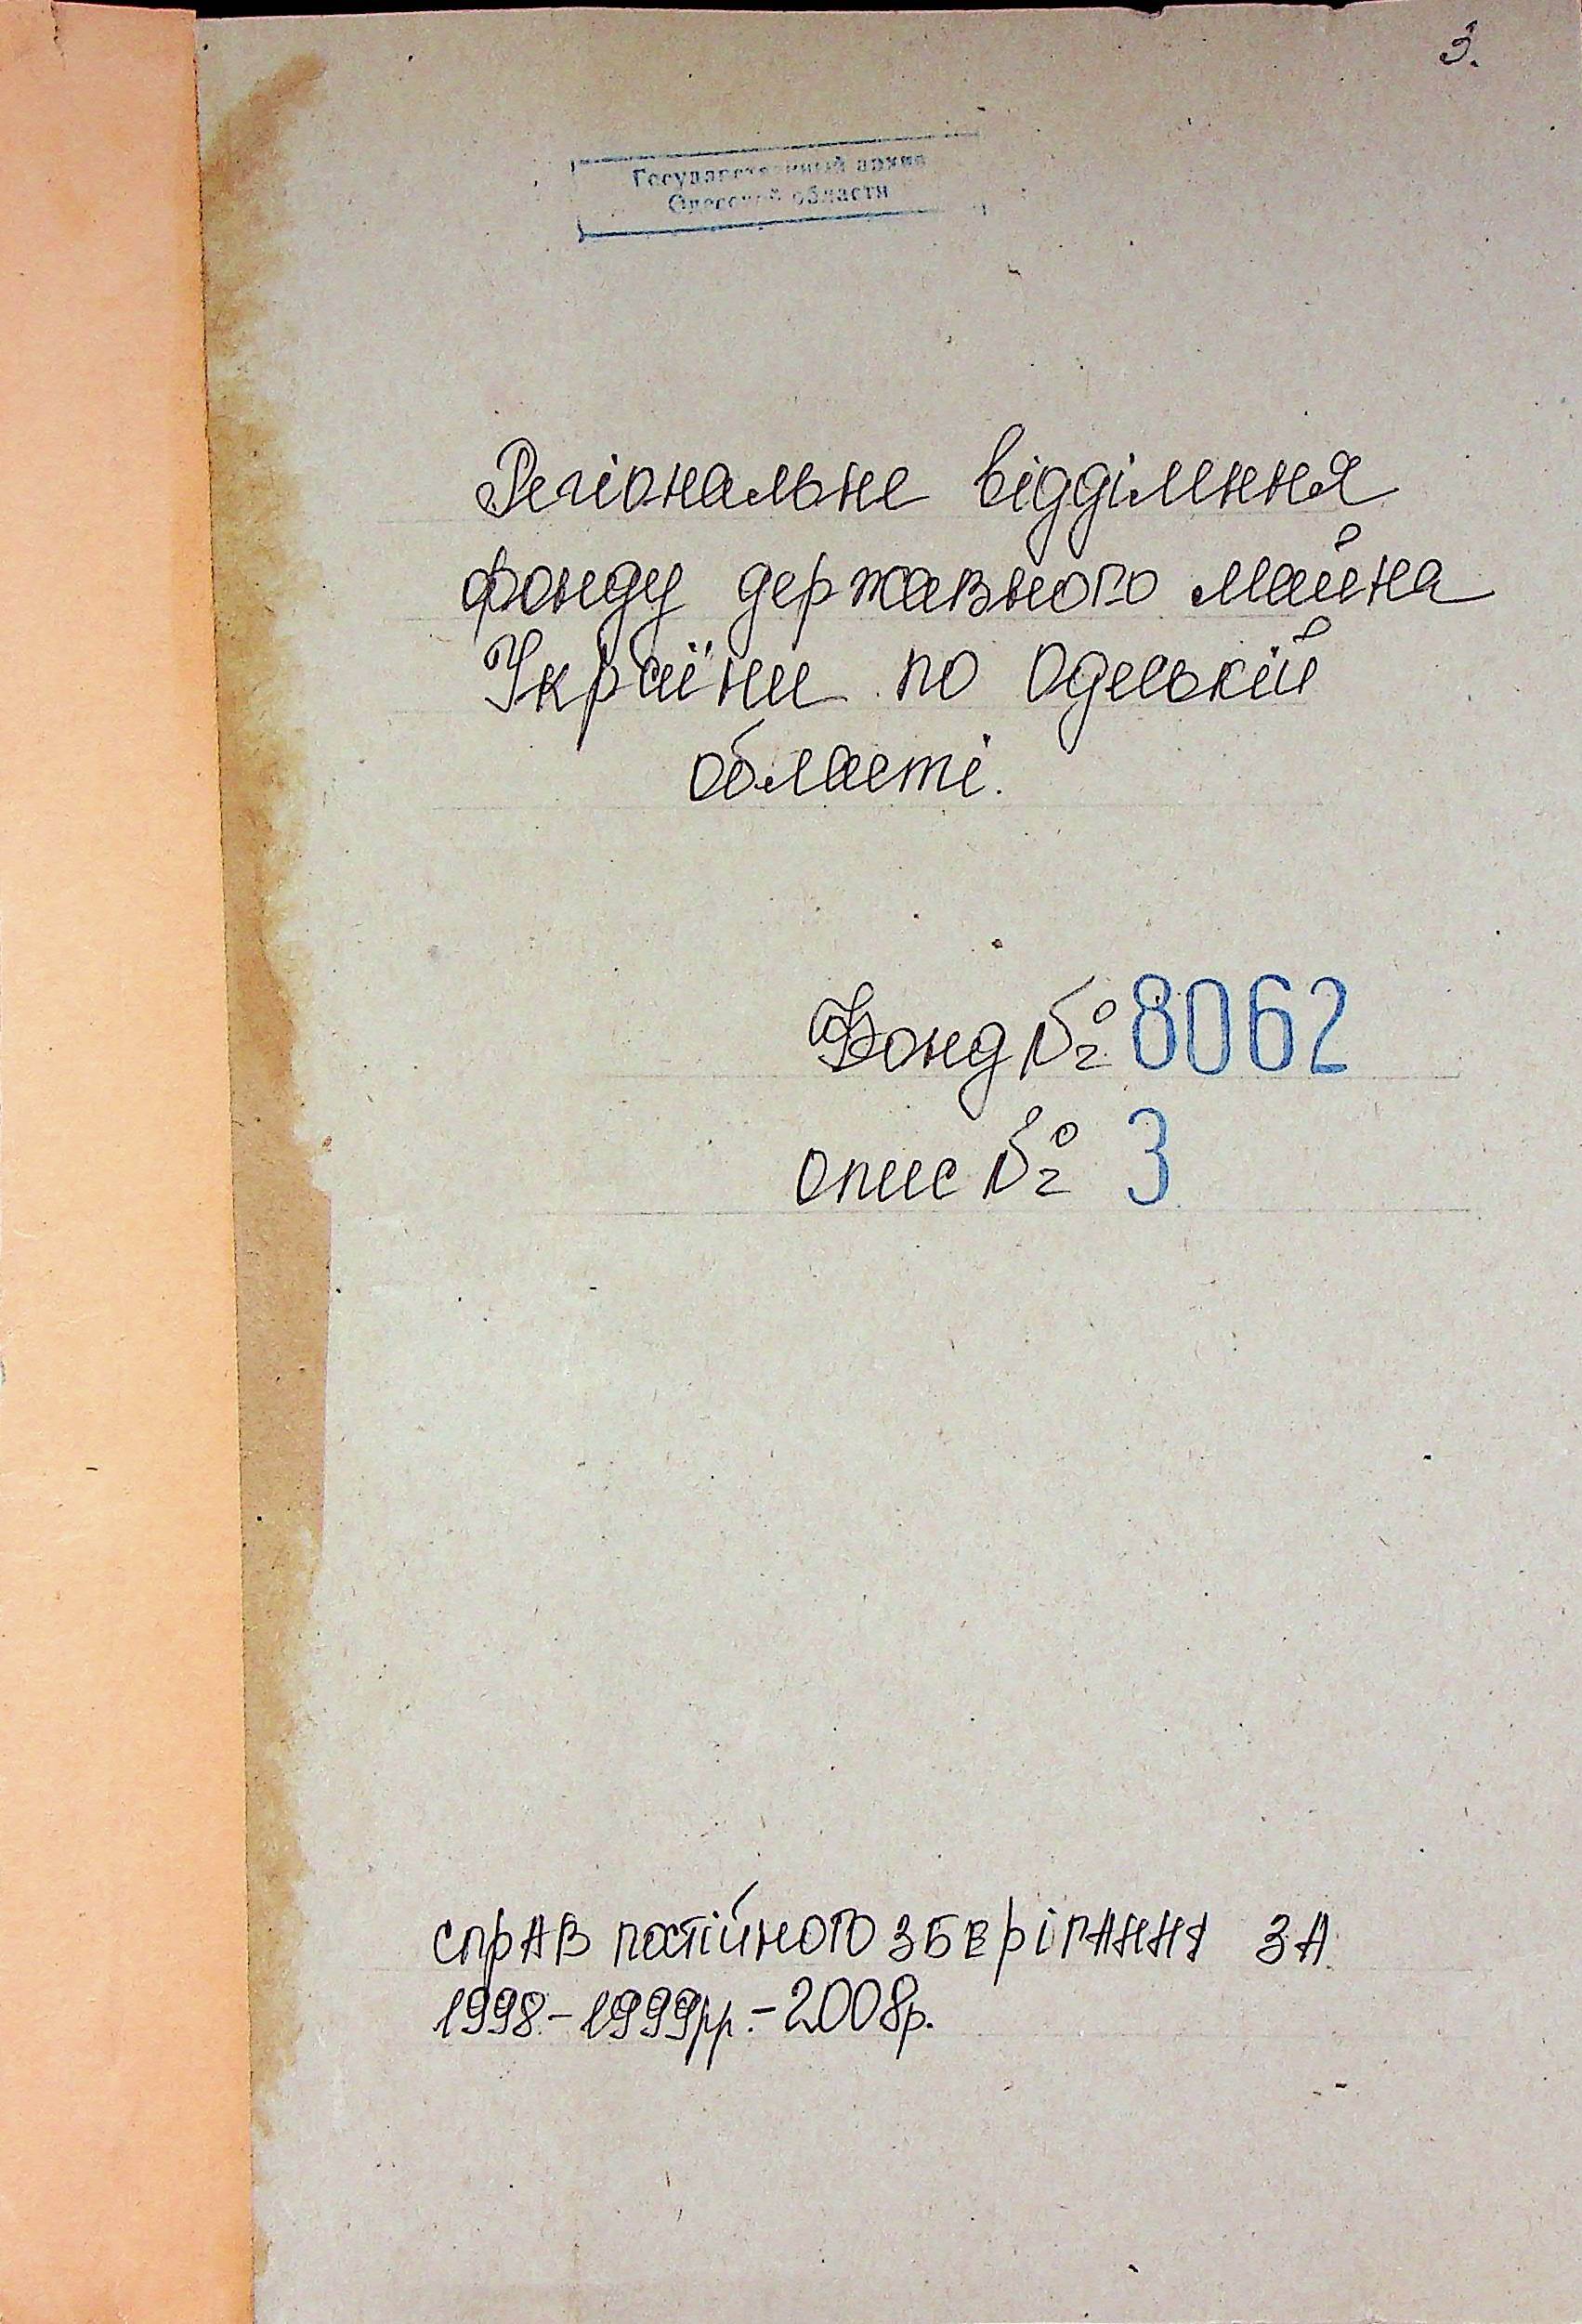 3.
Государственный архив
Одесской области
Регіональне відділення
фонду державного майна
України по Одеській
області.
Фонд № 8062
опис № 3
справ постійного зберігання за
1998-1999рр.-2008р.